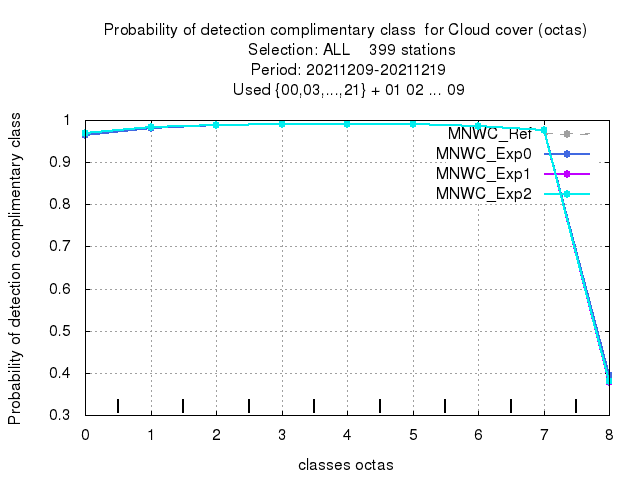 Probability of detection complimentary class  for Cloud cover (octas)
Selection: ALL    399 stations
Period: 20211209-20211219
Used {00,03,...,21} + 01 02 ... 09
Probability of detection complimentary class
1
0.9
0.8
0.7
0.6
0.5
0.4
0.3
MNWC_Ref
MNWC_Exp0
MNWC_Exp1
MNWC_Exp2
0 1 2 3 4 5 6 7 8
classes octas